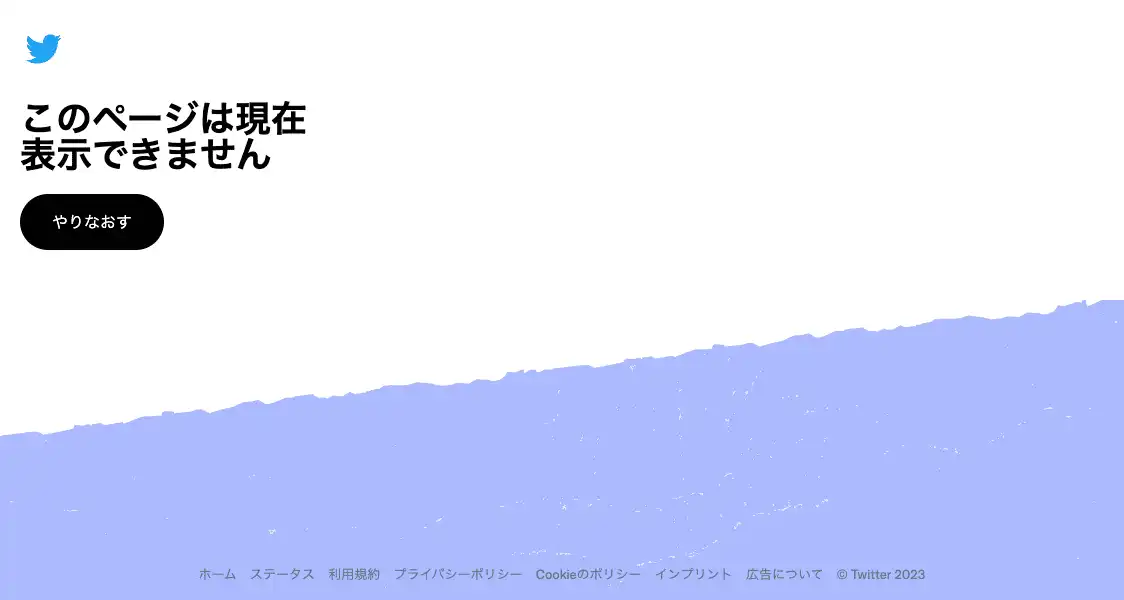 このページは現在
表示できません
やりなおす
ホーム ステータス 利用規約 プライバシーポリシー Cookieのポリシー インプリント 広告について © Twitter 2023